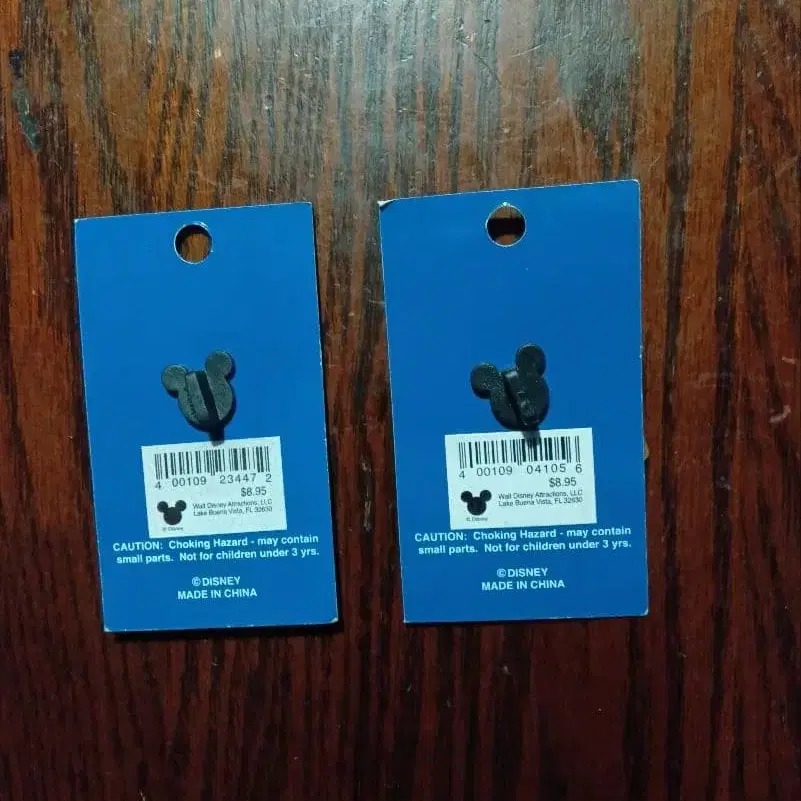 4 00109 23447 2
$8.95
Walt Disney Attractions, LLC
Lake Buena Vista, FL 32830
© Disney
CAUTION: Choking Hazard - may contain
small parts. Not for children under 3 yrs.
©DISNEY
MADE IN CHINA
4 00109 04105 6
$8.95
Walt Disney Attractions, LLC
Lake Buena Vista, FL 32830
© Disney
CAUTION: Choking Hazard - may contain
small parts. Not for children under 3 yrs.
©DISNEY
MADE IN CHINA